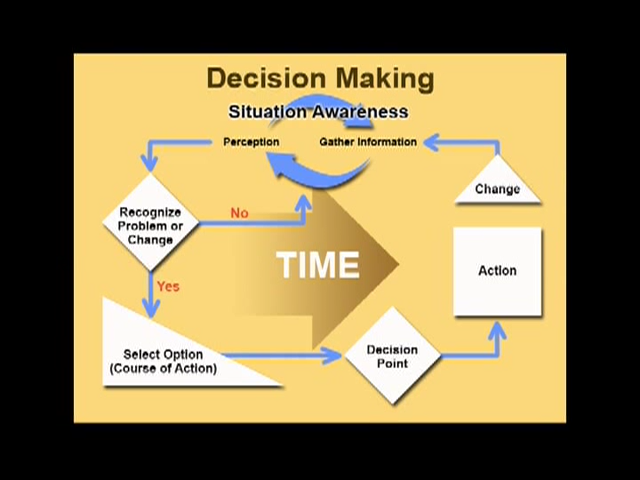 Decision Making
Situation Awareness
Perception
Gather Information
Change
Recognize
Problem or
Change
No
TIME
Action
Yes
Select Option
(Course of Action)
Decision
Point